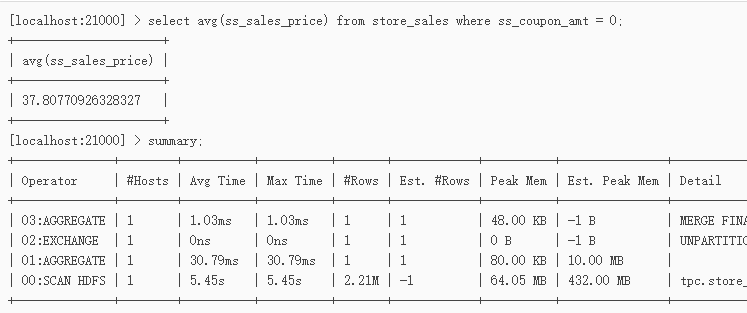 [localhost:21000] > select avg(ss_sales_price) from store_sales where ss_coupon_amt = 0;
+---------------------+
| avg(ss_sales_price) |
+---------------------+
| 37.80770926328327   |
+---------------------+
[localhost:21000] > summary;
+--------------+--------+----------+----------+-------+------------+----------+---------------+------------
| Operator     | #Hosts | Avg Time | Max Time | #Rows | Est. #Rows | Peak Mem | Est. Peak Mem | Detail
+--------------+--------+----------+----------+-------+------------+----------+---------------+------------
| 03:AGGREGATE | 1      | 1.03ms   | 1.03ms   | 1     | 1          | 48.00 KB | -1 B          | MERGE FINA
| 02:EXCHANGE  | 1      | 0ns      | 0ns      | 1     | 1          | 0 B      | -1 B          | UNPARTITIO
| 01:AGGREGATE | 1      | 30.79ms  | 30.79ms  | 1     | 1          | 80.00 KB | 10.00 MB      |
| 00:SCAN HDFS | 1      | 5.45s    | 5.45s    | 2.21M | -1         | 64.05 MB | 432.00 MB     | tpc.store_
+--------------+--------+----------+----------+-------+------------+----------+---------------+------------